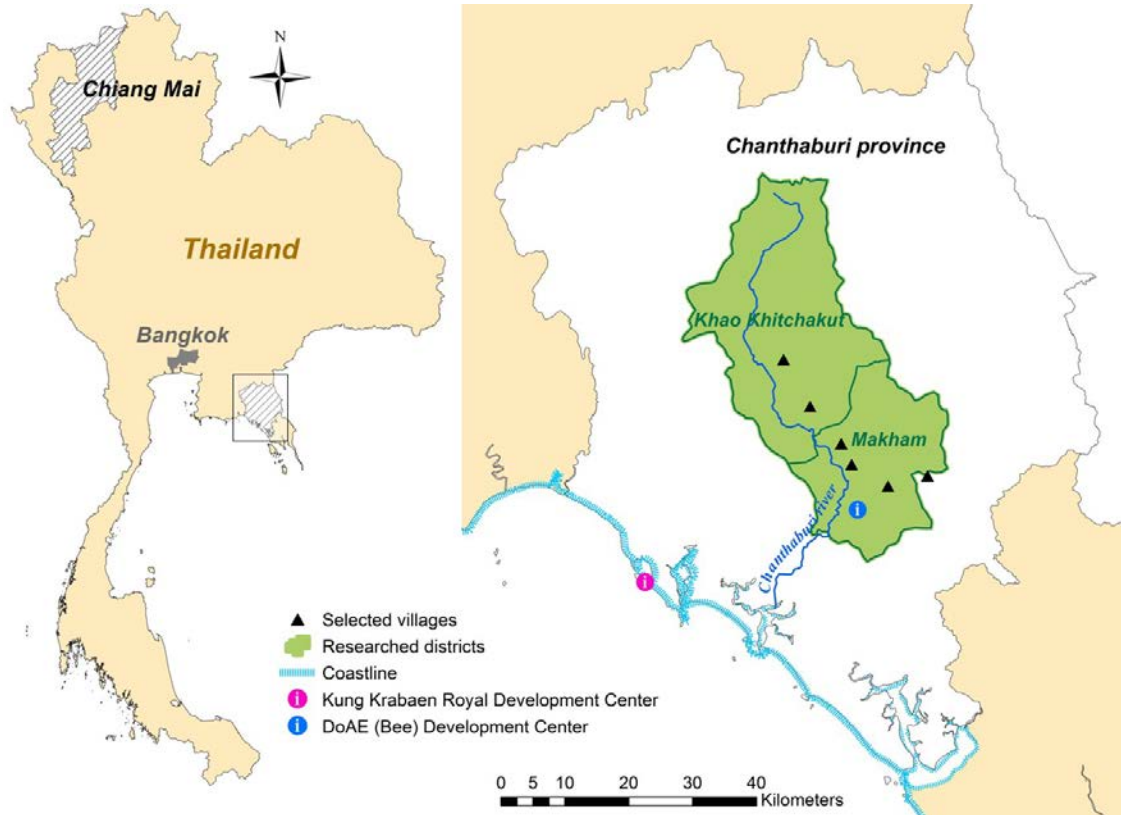 N
Chiang Mai
Thailand
Bangkok
Chanthaburi province
Khao Khitchakut
Makham
Chanthaburi river
Selected villages
Researched districts
Coastline
i Kung Krabaen Royal Development Center
i DoAE (Bee) Development Center
0 5 10 20 30 40
Kilometers